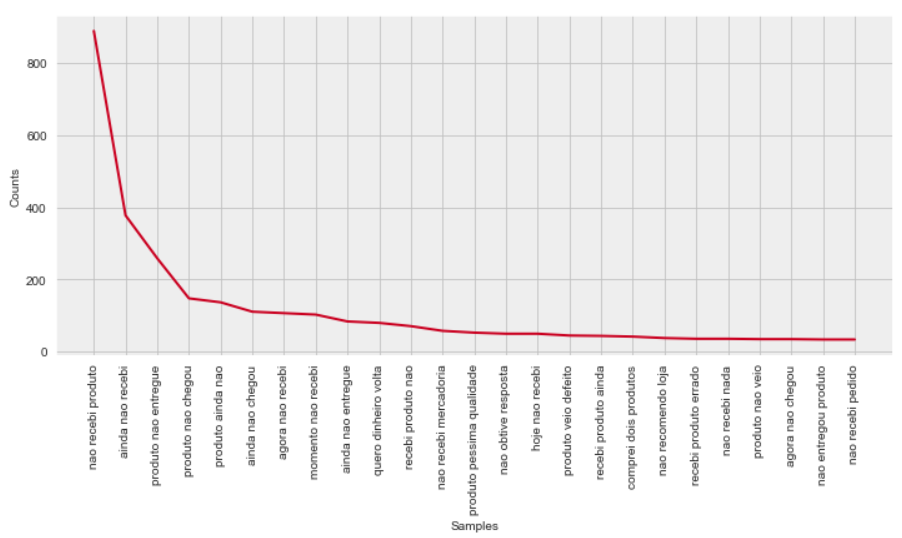 800
600
400
200
0
Counts
nao recebi produto
ainda nao recebi
produto nao entregue
produto nao chegou
produto ainda nao
ainda nao chegou
agora nao recebi
momento nao recebi
ainda nao entregue
quero dinheiro volta
recebi produto nao
nao recebi mercadoria
produto pessima qualidade
nao obtive resposta
hoje nao recebi
produto veio defeito
recebi produto ainda
comprei dois produtos
nao recomendo loja
recebi produto errado
nao recebi nada
produto nao veio
agora nao chegou
nao entregou produto
nao recebi pedido
Samples